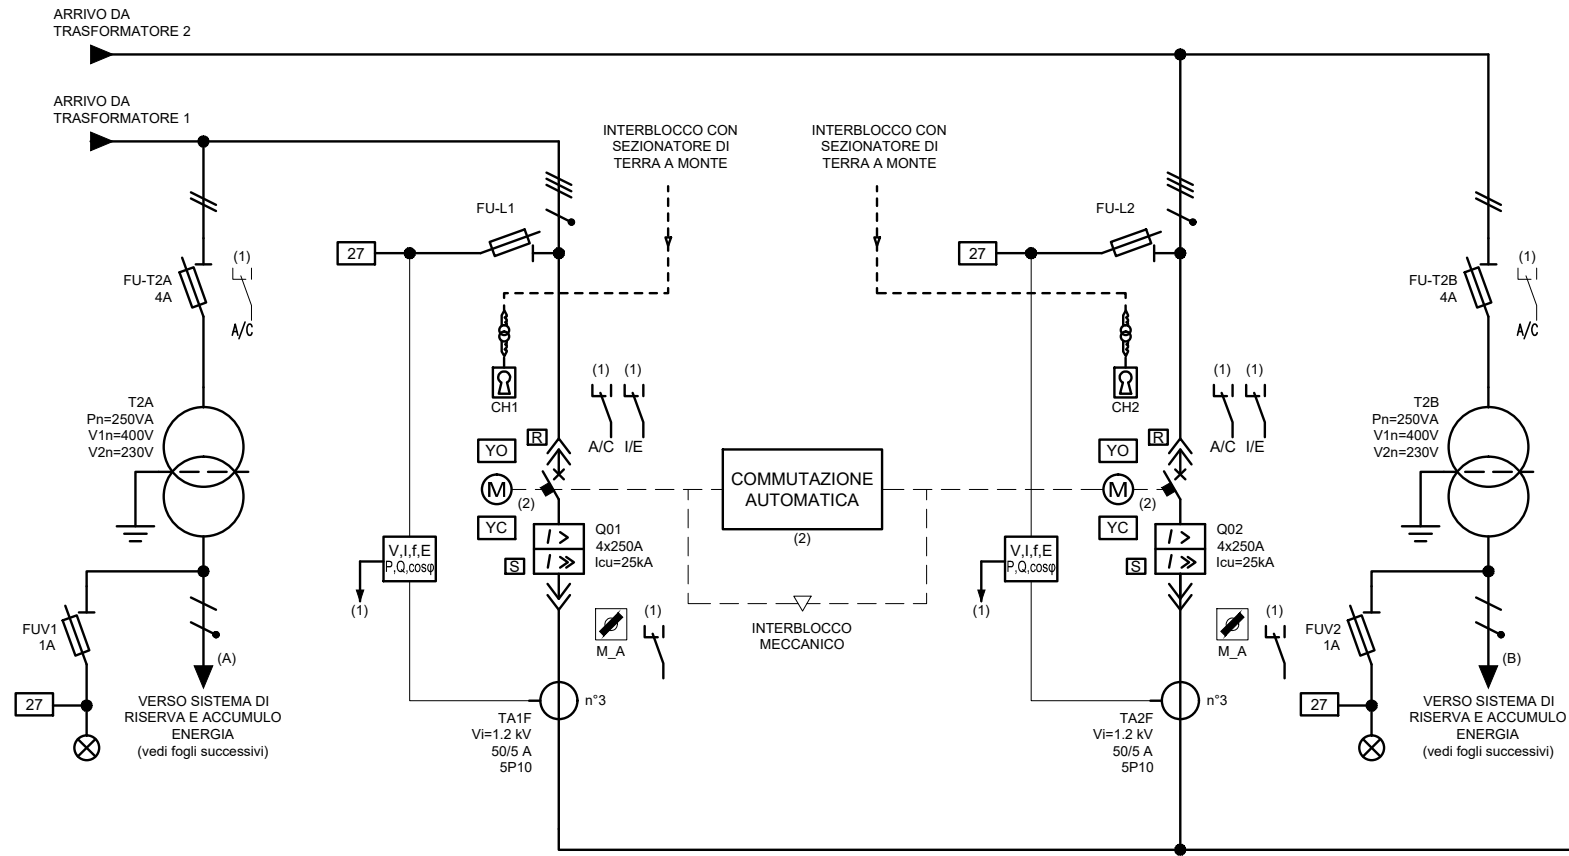 ARRIVO DA
TRASFORMATORE 2
ARRIVO DA
TRASFORMATORE 1
INTERBLOCCO CON
SEZIONATORE DI
TERRA A MONTE
INTERBLOCCO CON
SEZIONATORE DI
TERRA A MONTE
FU-L1
27
FU-L2
27
FU-T2A
4A
(1)
A/C
FU-T2B
4A
(1)
A/C
CH1
(1) (1)
A/C I/E
CH2
(1) (1)
A/C I/E
T2A
Pn=250VA
V1n=400V
V2n=230V
T2B
Pn=250VA
V1n=400V
V2n=230V
YO
R
M
(2)
YC
S
I >
I >>
Q01
4x250A
Icu=25kA
COMMUTAZIONE
AUTOMATICA
(2)
INTERBLOCCO
MECCANICO
YO
R
M
(2)
YC
S
I >
I >>
Q02
4x250A
Icu=25kA
V,I,f,E
P,Q,cosφ
(1)
V,I,f,E
P,Q,cosφ
(1)
M_A
(1)
M_A
(1)
FUV1
1A
27
(A)
VERSO SISTEMA DI
RISERVA E ACCUMULO
ENERGIA
(vedi fogli successivi)
TA1F
Vi=1.2 kV
50/5 A
5P10
n°3
TA2F
Vi=1.2 kV
50/5 A
5P10
n°3
FUV2
1A
27
(B)
VERSO SISTEMA DI
RISERVA E ACCUMULO
ENERGIA
(vedi fogli successivi)